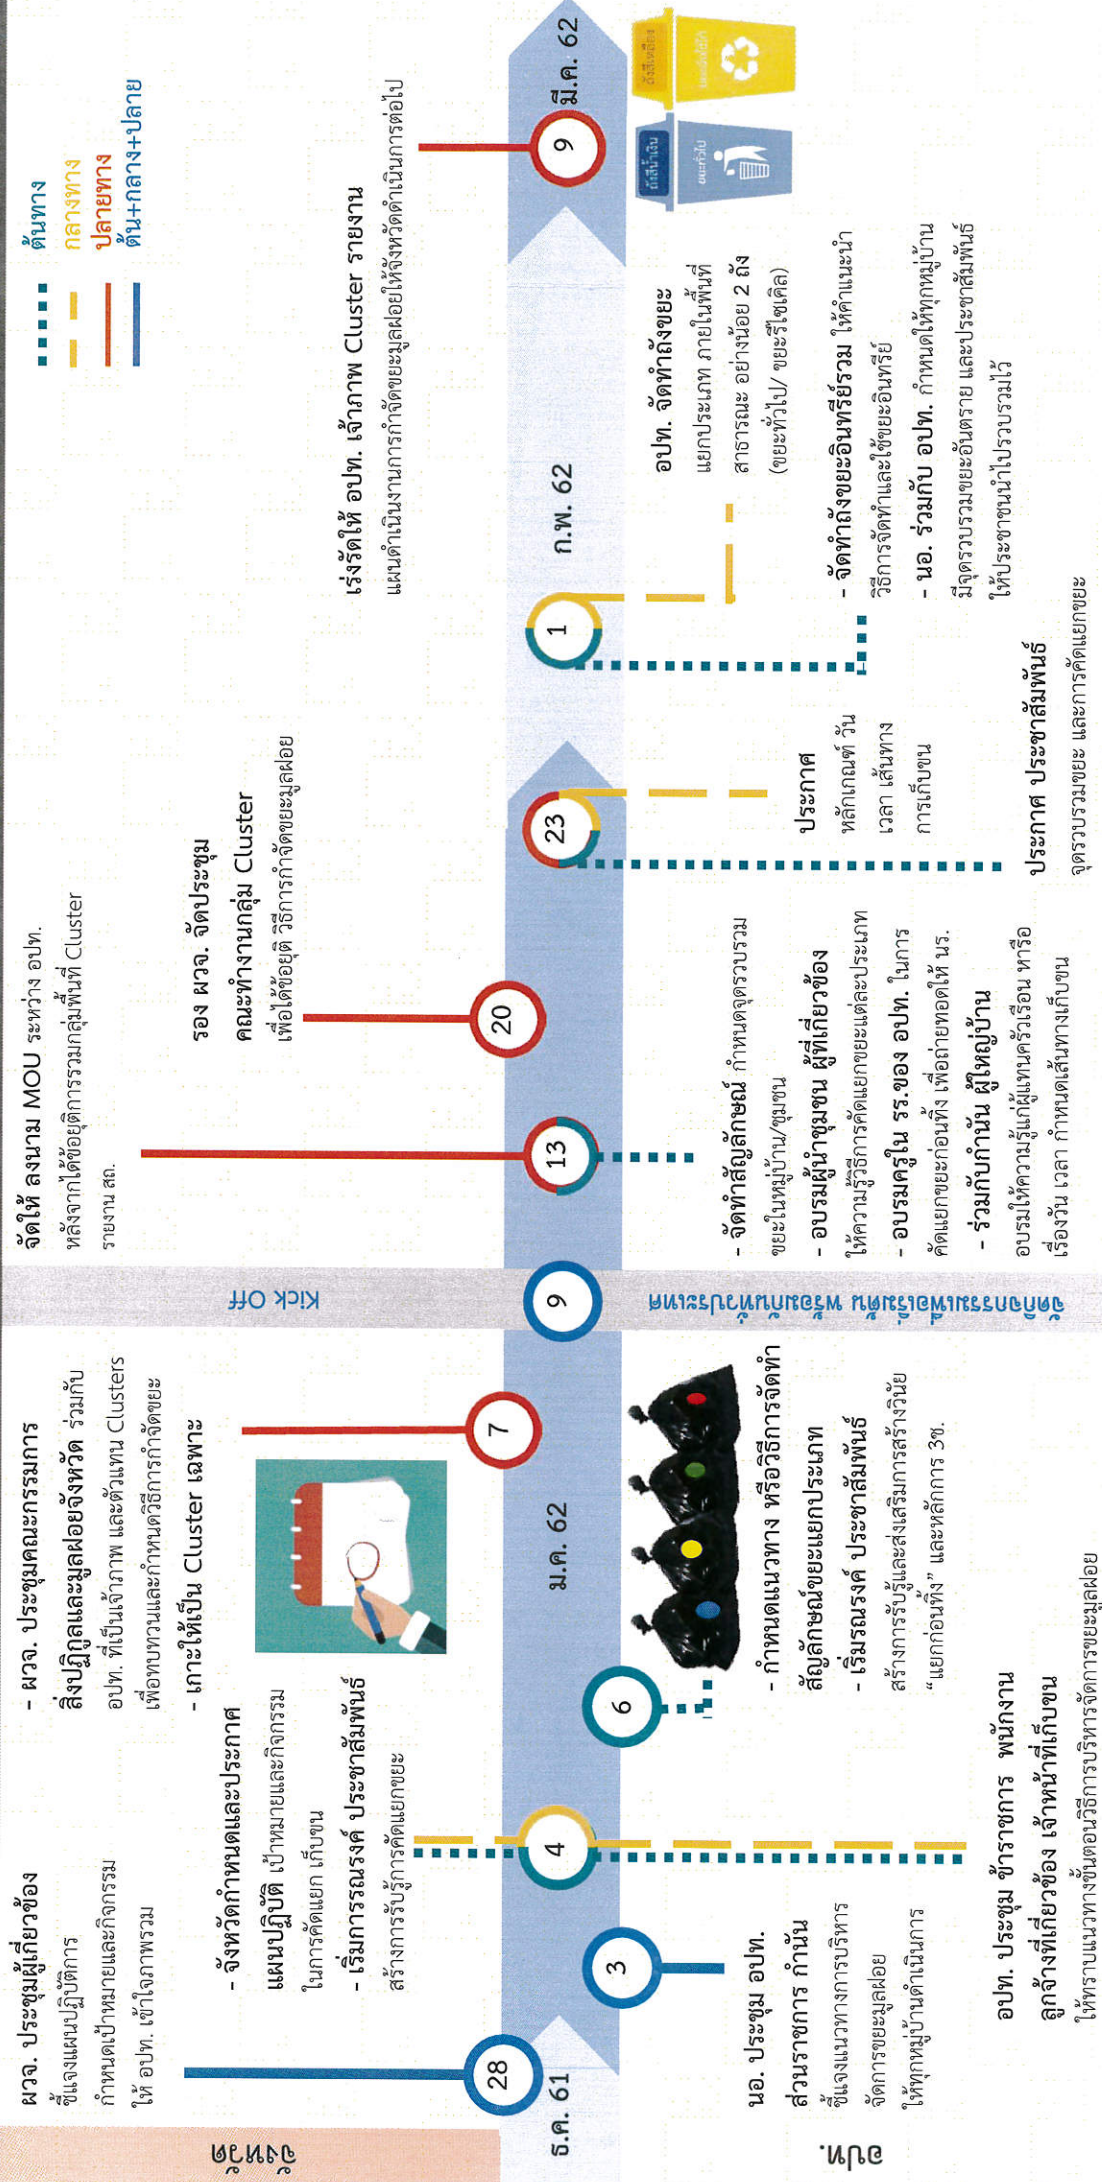 ต้นทาง
กลางทาง
ปลายทาง
ต้น+กลาง+ปลาย
จังหวัด
ผวจ. ประชุมผู้เกี่ยวข้อง
ชี้แจงแผนปฏิบัติการ
กำหนดเป้าหมายและกิจกรรม
ให้ อปท. เข้าใจภาพรวม
- จังหวัดกำหนดและประกาศ
แผนปฏิบัติ เป้าหมายและกิจกรรม
ในการคัดแยก เก็บขน
- เริ่มการรณรงค์ ประชาสัมพันธ์
สร้างการรับรู้การคัดแยกขยะ
- ผวจ. ประชุมคณะกรรมการ
สิ่งปฏิกูลและมูลฝอยจังหวัด ร่วมกับ
อปท. ที่เป็นเจ้าภาพ และตัวแทน Clusters
เพื่อทบทวนและกำหนดวิธีการกำจัดขยะ
- เกาะให้เป็น Cluster เฉพาะ
Kick Off
จัดให้ ลงนาม MOU ระหว่าง อปท.
หลังจากได้ข้อยุติการรวมกลุ่มพื้นที่ Cluster
รายงาน สถ.
รอง ผวจ. จัดประชุม
คณะทำงานกลุ่ม Cluster
เพื่อได้ข้อยุติ วิธีการกำจัดขยะมูลฝอย
เร่งรัดให้ อปท. เจ้าภาพ Cluster รายงาน
แผนดำเนินงานการกำจัดขยะมูลฝอยให้จังหวัดดำเนินการต่อไป
ธ.ค. 61
28
3
4
6
ม.ค. 62
7
9
13
20
23
1
ก.พ. 62
9
มี.ค. 62
อปท.
นอ. ประชุม อปท.
ส่วนราชการ กำนัน
ชี้แจงแนวทางการบริหาร
จัดการขยะมูลฝอย
ให้ทุกหมู่บ้านดำเนินการ
อปท. ประชุม ข้าราชการ พนักงาน
ลูกจ้างที่เกี่ยวข้อง เจ้าหน้าที่เก็บขน
ให้ทราบแนวทางขั้นตอนวิธีการบริหารจัดการขยะมูลฝอย
- กำหนดแนวทาง หรือวิธีการจัดทำ
สัญลักษณ์ขยะแยกประเภท
- เริ่มรณรงค์ ประชาสัมพันธ์
สร้างการรับรู้และส่งเสริมการสร้างวินัย
“แยกก่อนทิ้ง” และหลักการ 3ช.
จัดกิจกรรมเพื่อเริ่มต้น พร้อมกันทั่วประเทศ
- จัดทำสัญลักษณ์ กำหนดจุดรวบรวม
ขยะในหมู่บ้าน/ชุมชน
- อบรมผู้นำชุมชน ผู้ที่เกี่ยวข้อง
ให้ความรู้วิธีการคัดแยกขยะแต่ละประเภท
- อบรมครูใน รร.ของ อปท. ในการ
คัดแยกขยะก่อนทิ้ง เพื่อถ่ายทอดให้ นร.
- ร่วมกับกำนัน ผู้ใหญ่บ้าน
อบรมให้ความรู้แก่ผู้แทนครัวเรือน หารือ
เรื่องวัน เวลา กำหนดเส้นทางเก็บขน
ประกาศ
หลักเกณฑ์ วัน
เวลา เส้นทาง
การเก็บขน
ประกาศ ประชาสัมพันธ์
จุดรวบรวมขยะ และการคัดแยกขยะ
อปท. จัดทำถังขยะ
แยกประเภท ภายในพื้นที่
สาธารณะ อย่างน้อย 2 ถัง
(ขยะทั่วไป/ ขยะรีไซเคิล)
- จัดทำถังขยะอินทรีย์รวม ให้คำแนะนำ
วิธีการจัดทำและใช้ขยะอินทรีย์
- นอ. ร่วมกับ อปท. กำหนดให้ทุกหมู่บ้าน
มีจุดรวบรวมขยะอันตราย และประชาสัมพันธ์
ให้ประชาชนนำไปรวบรวมไว้
ถังสีน้ำเงิน
ขยะทั่วไป
ถังสีเหลือง
ขยะรีไซเคิล